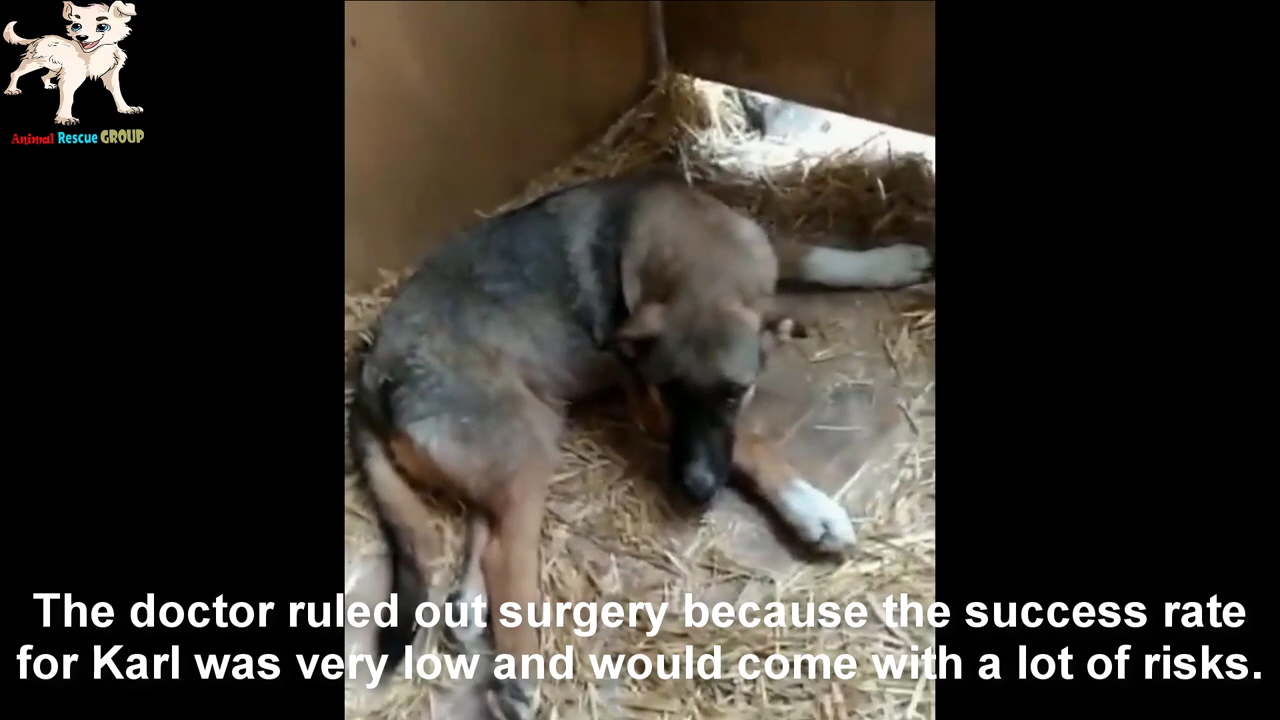 Animal Rescue GROUP
The doctor ruled out surgery because the success rate
for Karl was very low and would come with a lot of risks.